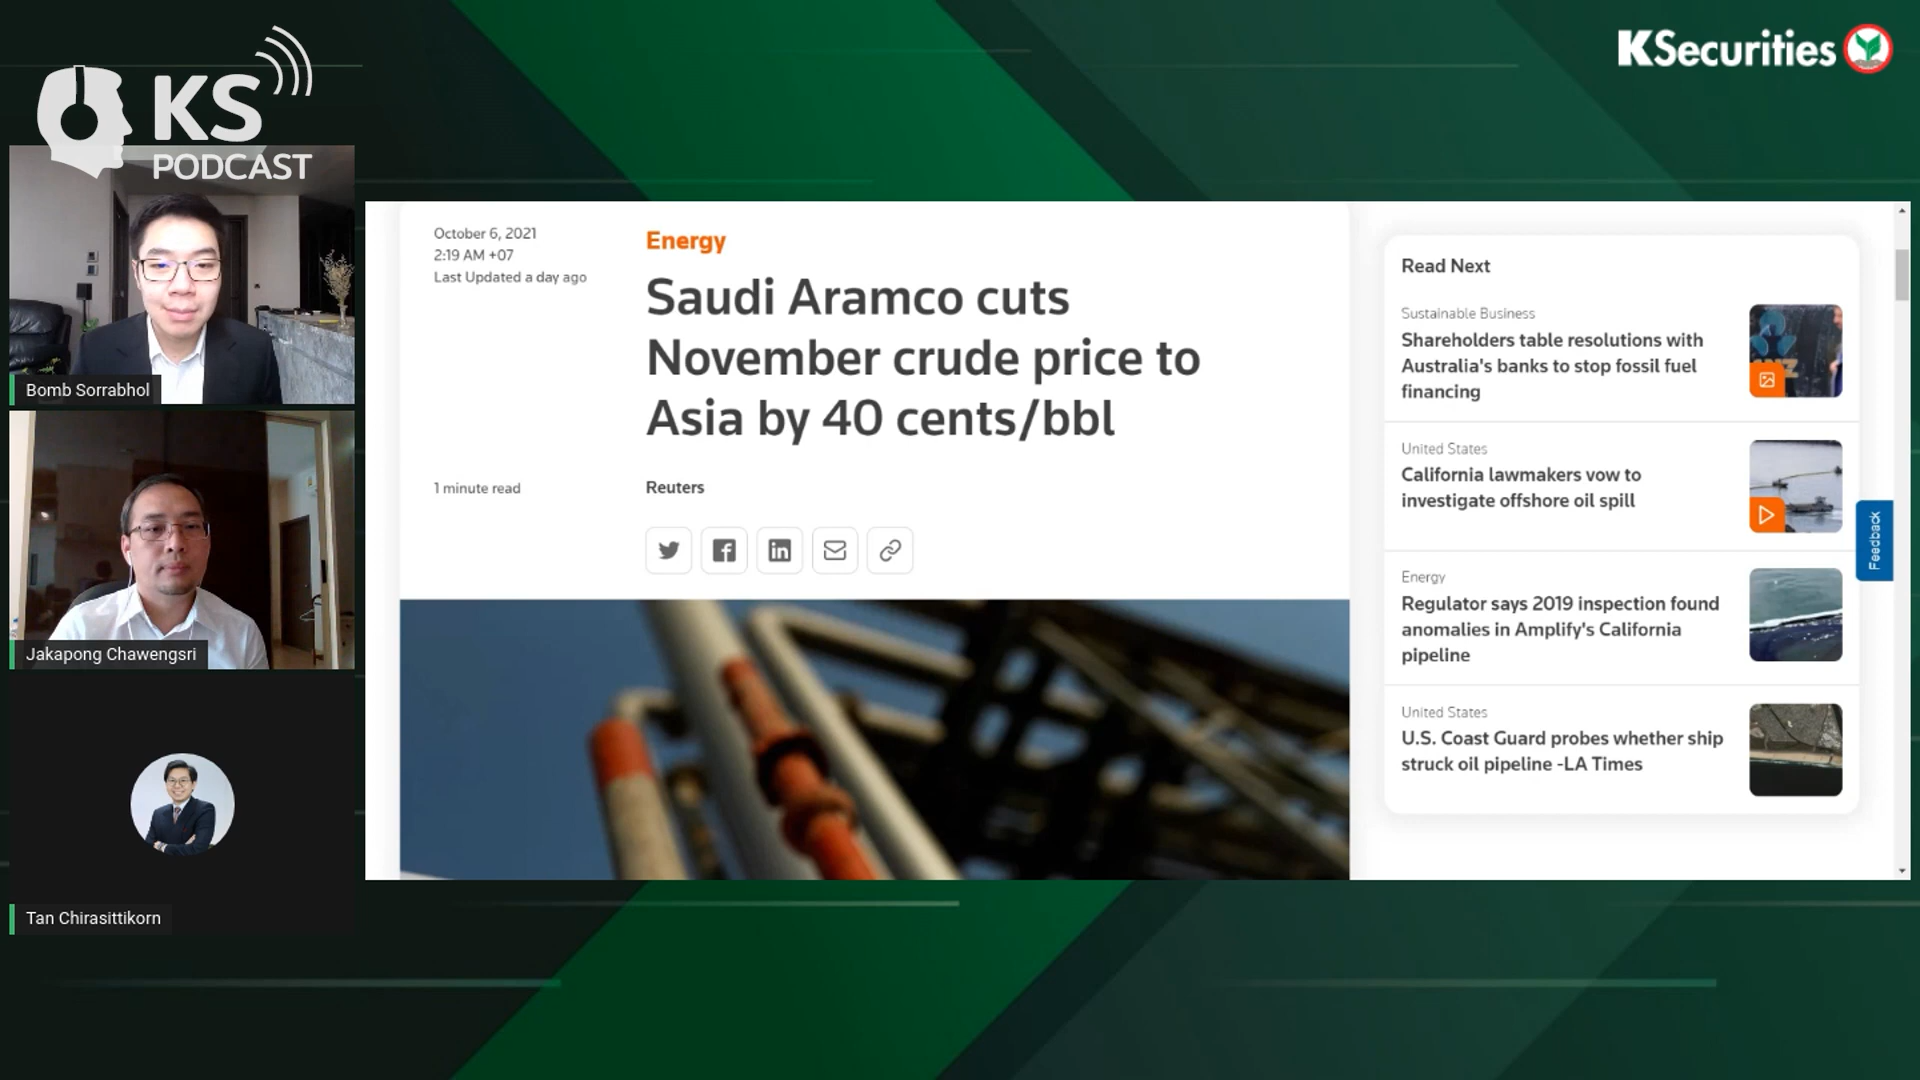 KS
PODCAST
KSecurities
Bomb Sorrabhol
Jakapong Chawengsri
Tan Chirasittikorn
October 6, 2021
2:19 AM +07
Last Updated a day ago
Energy
Saudi Aramco cuts
November crude price to
Asia by 40 cents/bbl
1 minute read
Reuters
Read Next
Sustainable Business
Shareholders table resolutions with
Australia's banks to stop fossil fuel
financing
United States
California lawmakers vow to
investigate offshore oil spill
Energy
Regulator says 2019 inspection found
anomalies in Amplify's California
pipeline
United States
U.S. Coast Guard probes whether ship
struck oil pipeline -LA Times
Feedback